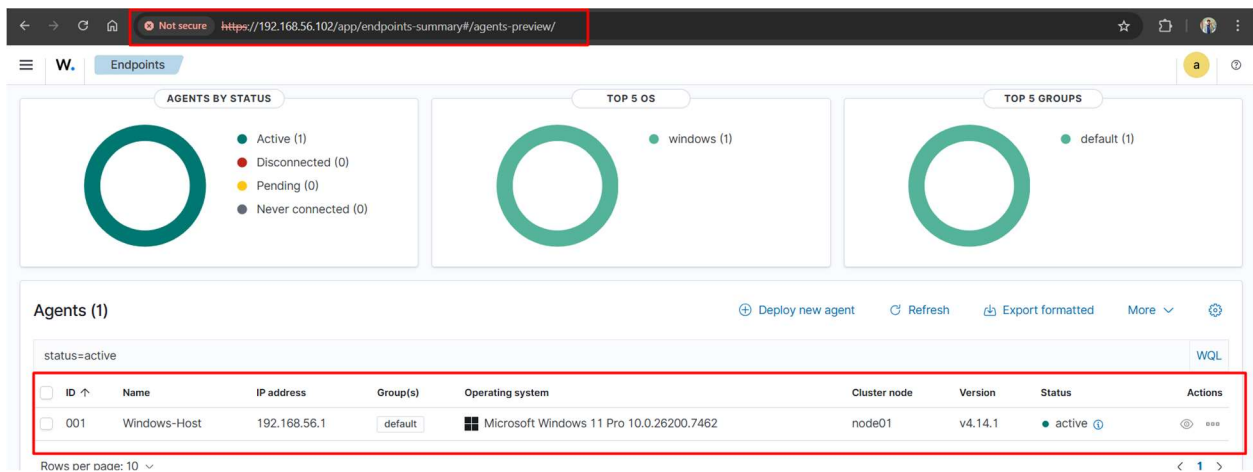 Not secure https://192.168.56.102/app/endpoints-summary#/agents-preview/
W. Endpoints a
AGENTS BY STATUS
Active (1)
Disconnected (0)
Pending (0)
Never connected (0)
TOP 5 OS
windows (1)
TOP 5 GROUPS
default (1)
Agents (1) Deploy new agent Refresh Export formatted More
status=active WQL
ID Name IP address Group(s) Operating system Cluster node Version Status Actions
001 Windows-Host 192.168.56.1 default Microsoft Windows 11 Pro 10.0.26200.7462 node01 v4.14.1 active
Rows per page: 10 < 1 >